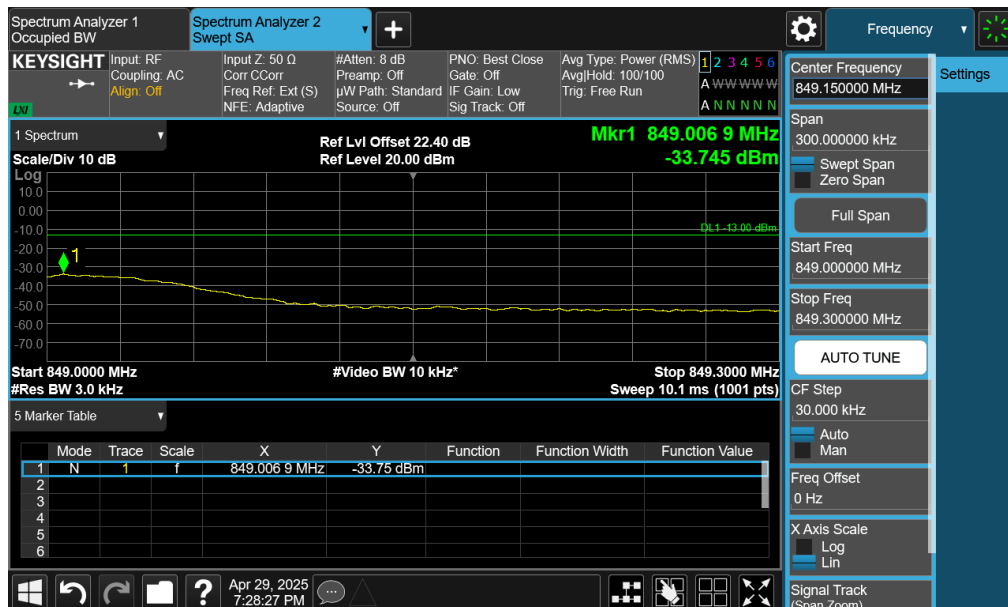 Spectrum Analyzer 1
Occupied BW
Spectrum Analyzer 2
Swept SA
▼
+
Frequency
▼
KEYSIGHT
LXI
Input: RF
Coupling: AC
Align: Off
Input Z: 50 Ω
Corr CCorr
Freq Ref: Ext (S)
NFE: Adaptive
#Atten: 8 dB
Preamp: Off
µW Path: Standard
Source: Off
PNO: Best Close
Gate: Off
IF Gain: Low
Sig Track: Off
Avg Type: Power (RMS)
Avg|Hold: 100/100
Trig: Free Run
1 2 3 4 5 6
A W W W W W
A N N N N N
1 Spectrum
▼
Scale/Div 10 dB
Ref Lvl Offset 22.40 dB
Ref Level 20.00 dBm
Mkr1 849.006 9 MHz
-33.745 dBm
Log
10.0
0.00
-10.0
-20.0
-30.0
-40.0
-50.0
-60.0
-70.0
1
DL1 -13.00 dBm
Start 849.0000 MHz
#Res BW 3.0 kHz
#Video BW 10 kHz*
Stop 849.3000 MHz
Sweep 10.1 ms (1001 pts)
5 Marker Table
▼
Mode Trace Scale X Y Function Function Width Function Value
1 N 1 f 849.006 9 MHz -33.75 dBm
2
3
4
5
6
?
Apr 29, 2025
7:28:27 PM
Center Frequency
849.150000 MHz
Settings
Span
300.000000 kHz
Swept Span
Zero Span
Full Span
Start Freq
849.000000 MHz
Stop Freq
849.300000 MHz
AUTO TUNE
CF Step
30.000 kHz
Auto
Man
Freq Offset
0 Hz
X Axis Scale
Log
Lin
Signal Track
(Span Zoom)